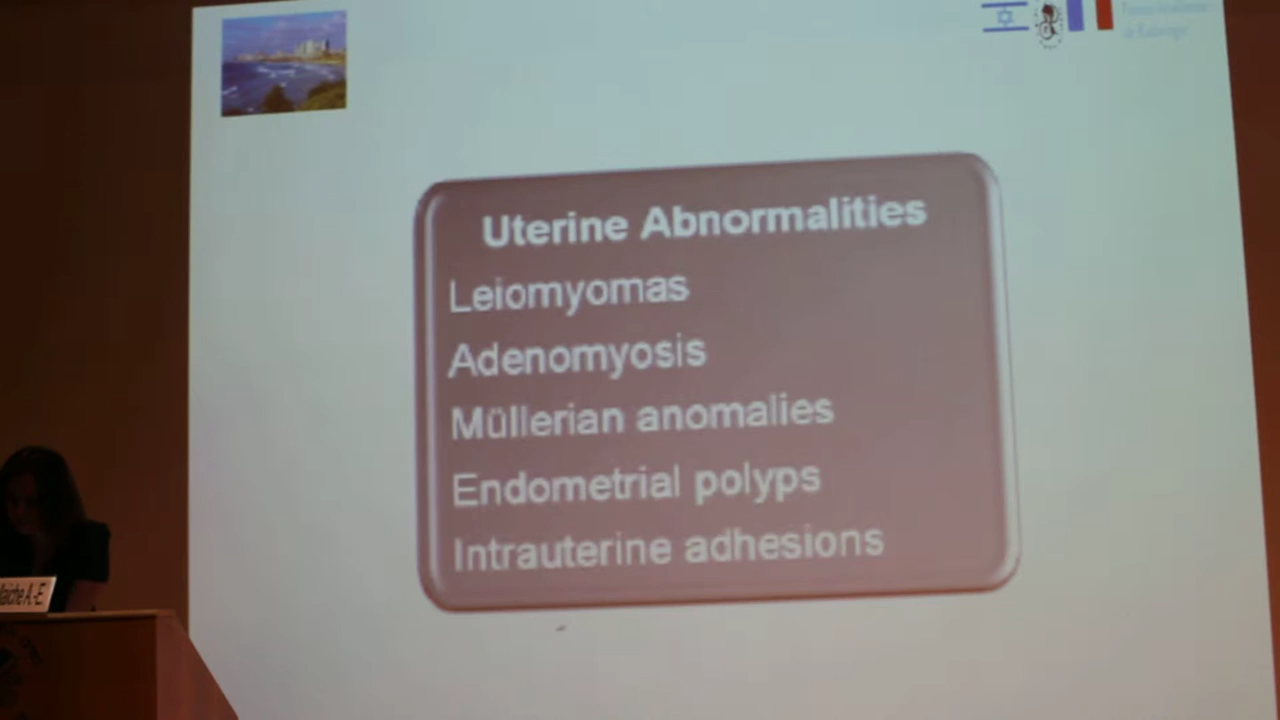 Uterine Abnormalities
Leiomyomas
Adenomyosis
Müllerian anomalies
Endometrial polyps
Intrauterine adhesions
A.-E